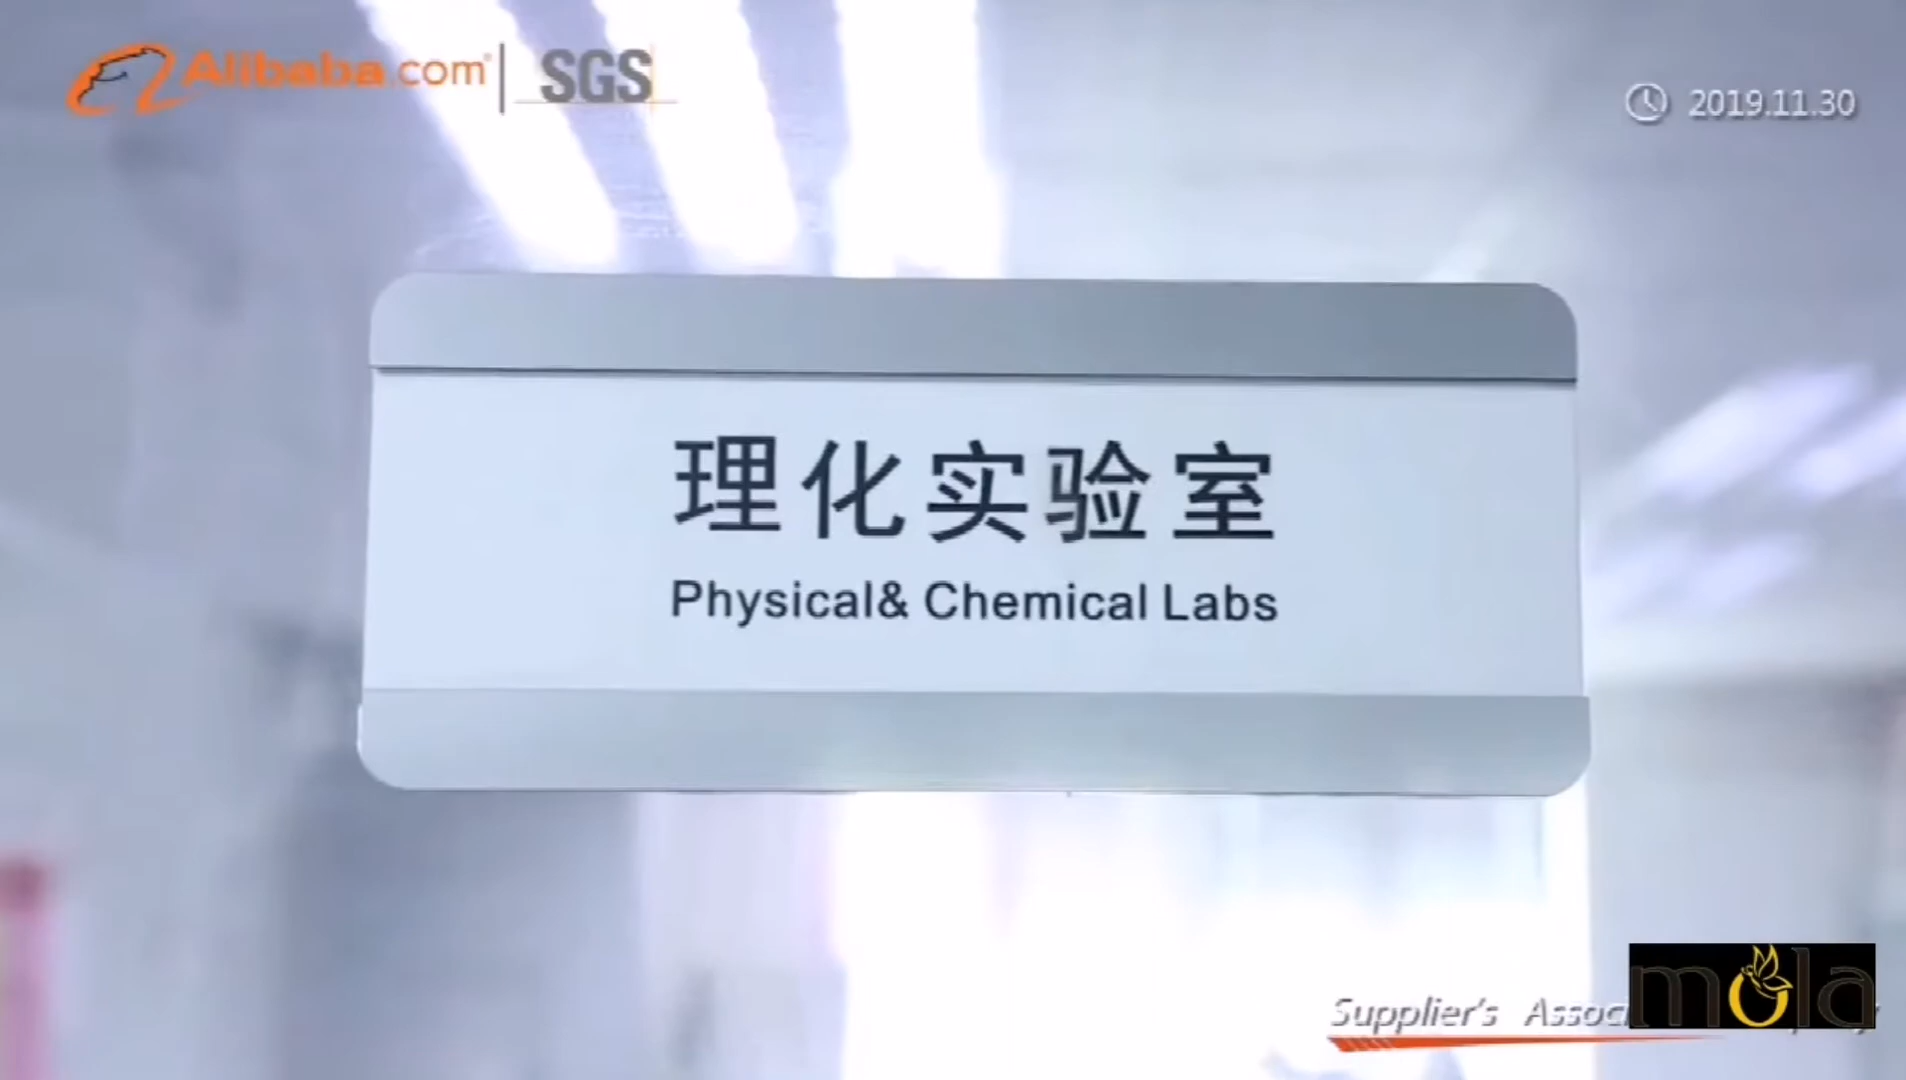 Alibaba.com
SGS
2019.11.30
理化实验室
Physical& Chemical Labs
Supplier's
mola